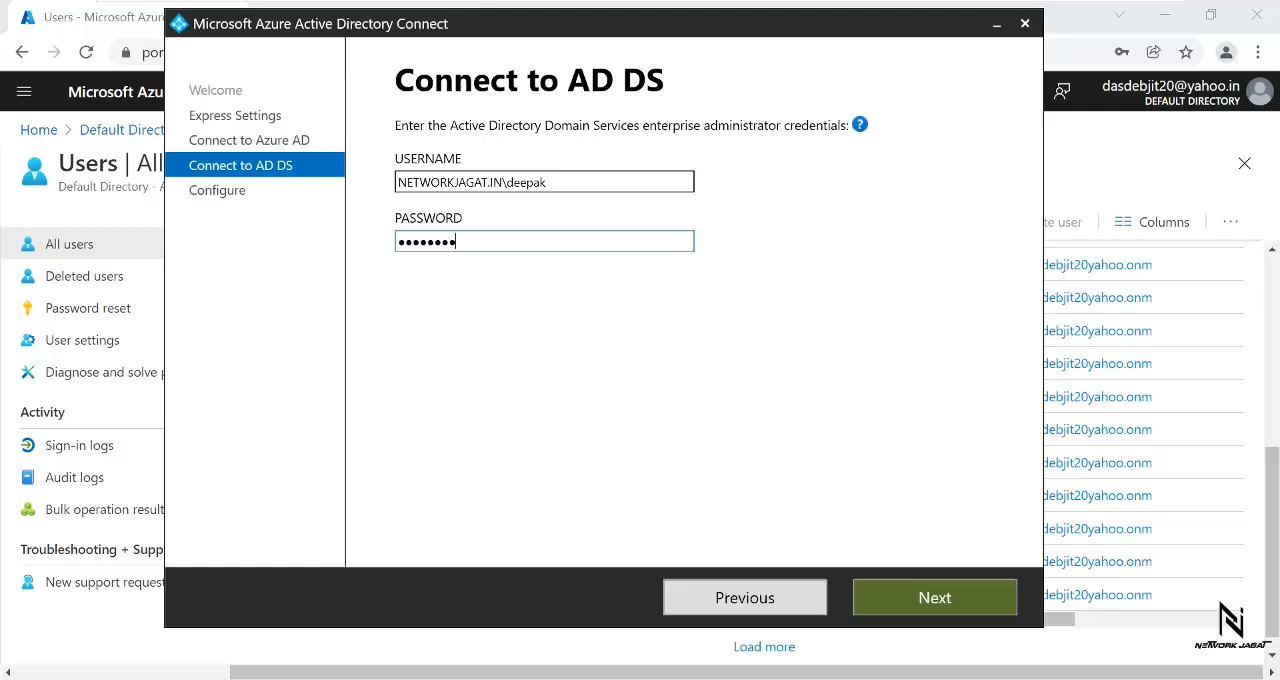 Users - Microsoft Azu
Microsoft Azure Active Directory Connect
por
Microsoft Azu
dasdebjit20@yahoo.in
DEFAULT DIRECTORY
Home > Default Direct
Users | All
Default Directory - A
All users
Deleted users
Password reset
User settings
Diagnose and solve p
Activity
Sign-in logs
Audit logs
Bulk operation result
Troubleshooting + Supp
New support request
Welcome
Express Settings
Connect to Azure AD
Connect to AD DS
Configure
Connect to AD DS
Enter the Active Directory Domain Services enterprise administrator credentials: ?
USERNAME
NETWORKJAGAT.IN\deepak
PASSWORD
••••••••
Previous
Next
te user
Columns
debjit20yahoo.onm
debjit20yahoo.onm
debjit20yahoo.onm
debjit20yahoo.onm
debjit20yahoo.onm
debjit20yahoo.onm
debjit20yahoo.onm
debjit20yahoo.onm
debjit20yahoo.onm
debjit20yahoo.onm
debjit20yahoo.onm
Load more
NETWORK JAGAT